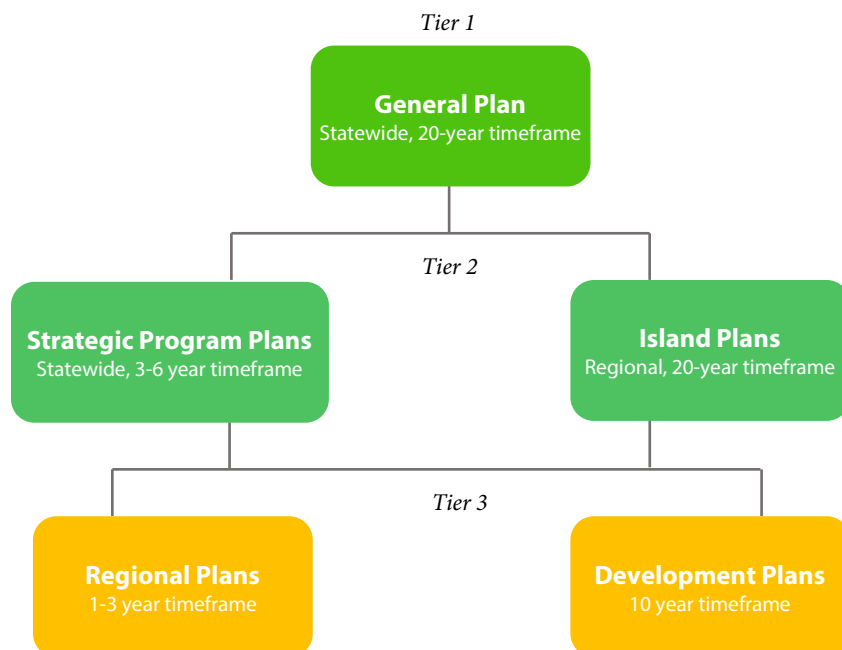 Tier 1
General Plan
Statewide, 20-year timeframe
Tier 2
Strategic Program Plans
Statewide, 3-6 year timeframe
Island Plans
Regional, 20-year timeframe
Tier 3
Regional Plans
1-3 year timeframe
Development Plans
10 year timeframe